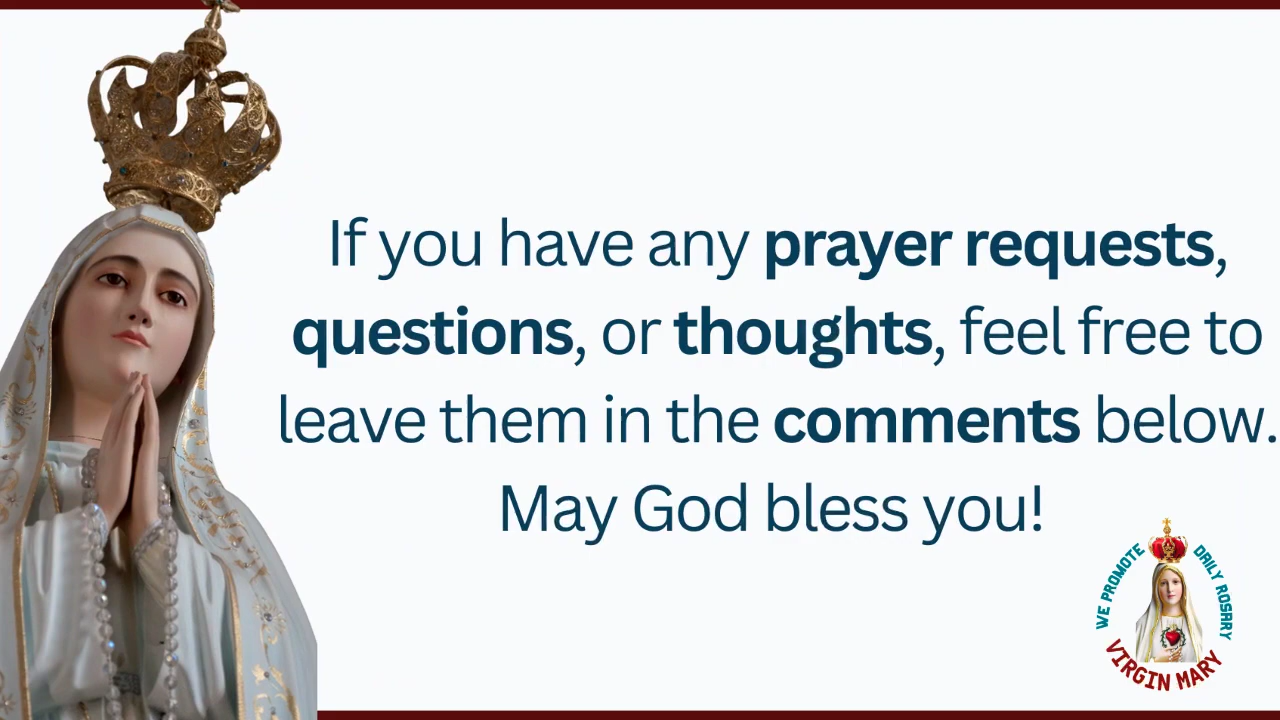 If you have any prayer requests,
questions, or thoughts, feel free to
leave them in the comments below.
May God bless you!
WE PROMOTE DAILY ROSARY
VIRGIN MARY